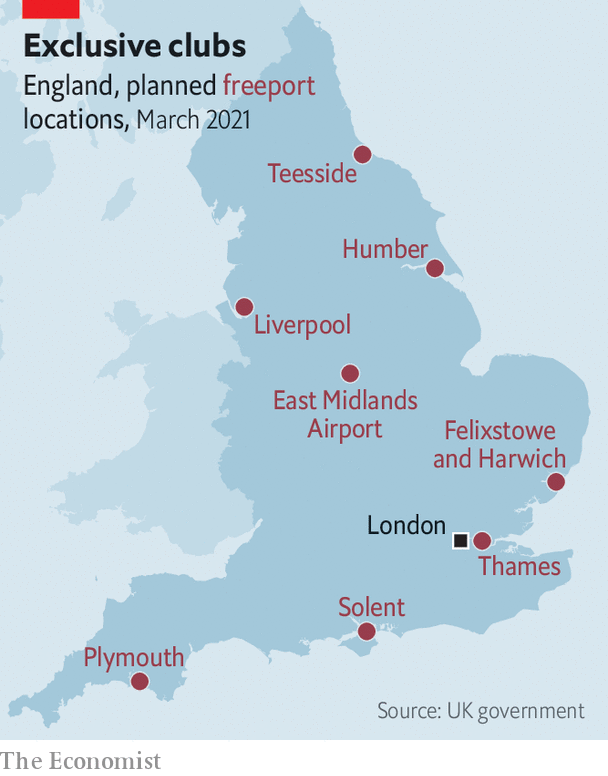 Exclusive clubs
England, planned freeport
locations, March 2021
Teesside
Humber
Liverpool
East Midlands
Airport
Felixstowe
and Harwich
London
Thames
Solent
Plymouth
Source: UK government
The Economist